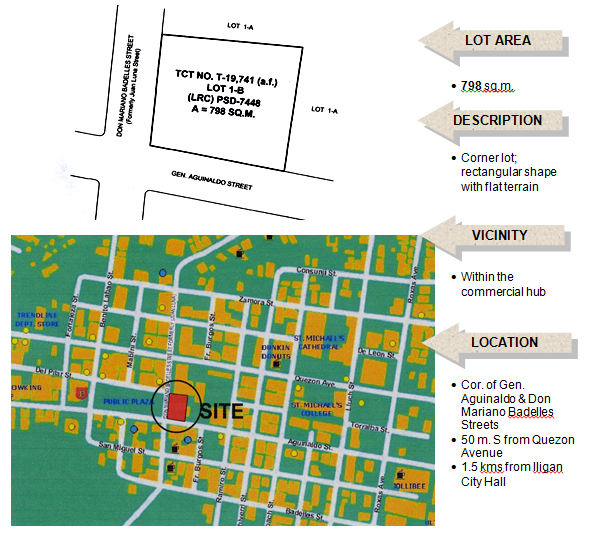 LOT 1-A
DON MARIANO BADELLES STREET
(Formerly Juan Luna Street)
TCT NO. T-19,741 (a.f.)
LOT 1-B
(LRC) PSD-7448
A = 798 SQ.M.
LOT 1-A
GEN. AGUINALDO STREET
LOT AREA
• 798 sq.m.
DESCRIPTION
• Corner lot;
rectangular shape
with flat terrain
VICINITY
• Within the
commercial hub
LOCATION
• Cor. of Gen.
Aguinaldo & Don
Mariano Badelles
Streets
• 50 m. S from Quezon
Avenue
• 1.5 kms from Iligan
City Hall
Consunji St.
Roxas Ave.
Zamora St.
Benito Labao St.
TRENDLINE
DEPT. STORE
Mabini St.
Fr. Burgos St.
DUNKIN
DONUTS
ST. MICHAEL'S
CATHEDRAL
De Leon St.
Del Pilar St.
Quezon Ave.
OWKING
PUBLIC PLAZA
SITE
ST. MICHAEL'S
COLLEGE
Lluch St.
Torralba St.
San Miguel St.
Fr. Burgos St.
Aguinaldo St.
Ramiro St.
Roxas Ave.
JOLLIBEE
Badelles St.